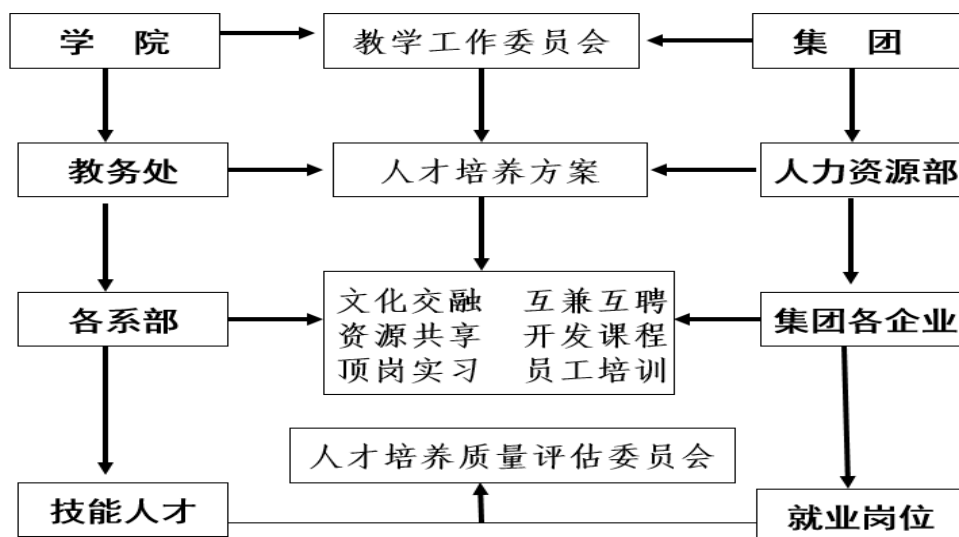 学 院
教学工作委员会
集 团
教务处
人才培养方案
人力资源部
各系部
文化交融 互兼互聘
资源共享 开发课程
顶岗实习 员工培训
集团各企业
人才培养质量评估委员会
技能人才
就业岗位